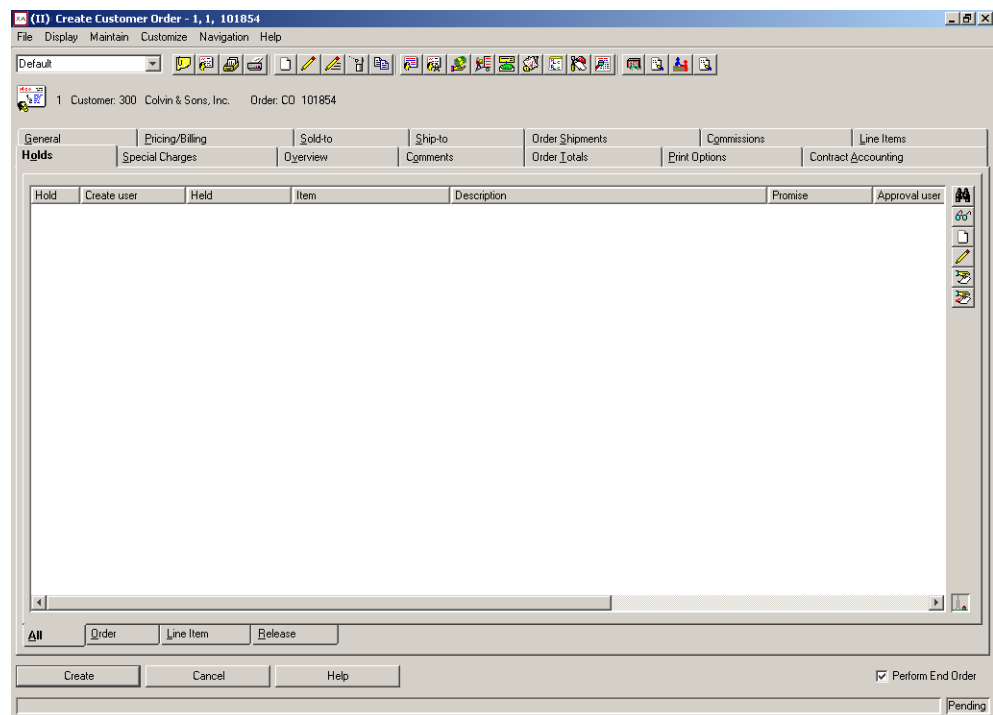 XA (II) Create Customer Order - 1, 1, 101854
File Display Maintain Customize Navigation Help
Default
1 Customer: 300 Colvin & Sons, Inc. Order: CO 101854
General Pricing/Billing Sold-to Ship-to Order Shipments Commissions Line Items
Holds Special Charges Overview Comments Order Totals Print Options Contract Accounting
Hold Create user Held Item Description Promise Approval user
All Order Line Item Release
Create Cancel Help Perform End Order
Pending